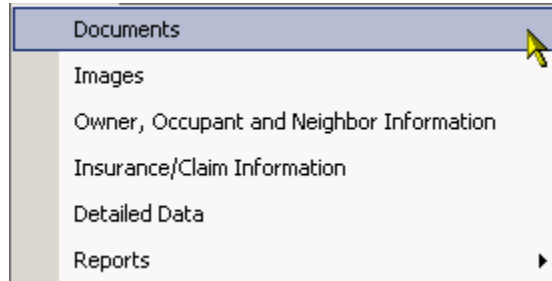 Documents
Images
Owner, Occupant and Neighbor Information
Insurance/Claim Information
Detailed Data
Reports